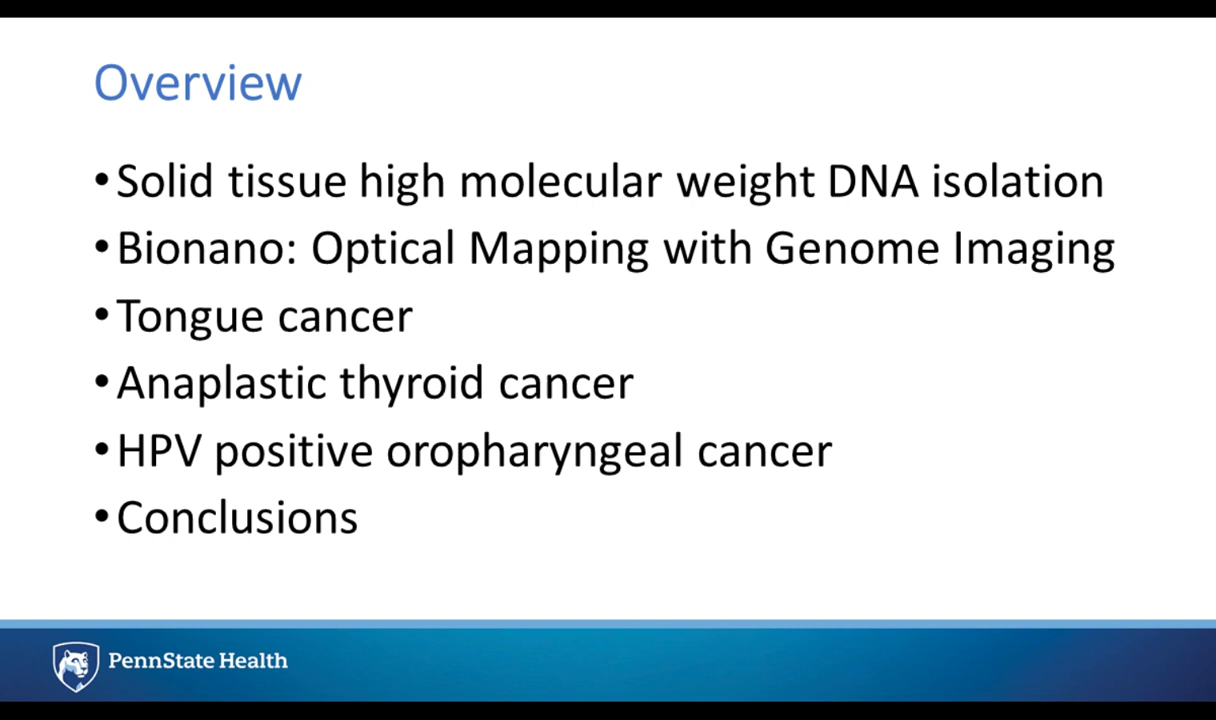 Overview
•Solid tissue high molecular weight DNA isolation
•Bionano: Optical Mapping with Genome Imaging
•Tongue cancer
•Anaplastic thyroid cancer
•HPV positive oropharyngeal cancer
•Conclusions
PennState Health